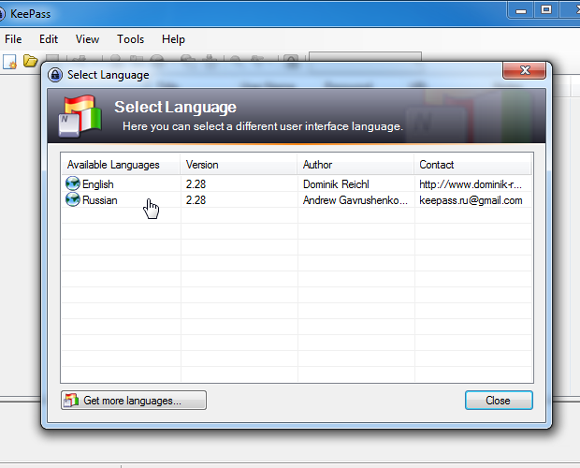 KeePass
File Edit View Tools Help
Select Language
Select Language
Here you can select a different user interface language.
Available Languages Version Author Contact
English 2.28 Dominik Reichl http://www.dominik-r...
Russian 2.28 Andrew Gavrushenko... keepass.ru@gmail.com
Get more languages... Close